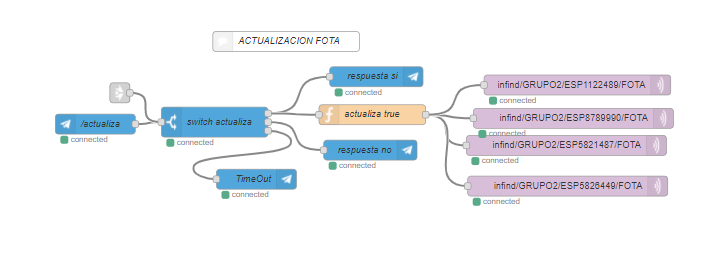 ACTUALIZACION FOTA
respuesta si
connected
infind/GRUPO2/ESP1122489/FOTA
connected
/actualiza
connected
switch actualiza
connected
actualiza true
infind/GRUPO2/ESP8789990/FOTA
connected
respuesta no
connected
infind/GRUPO2/ESP5821487/FOTA
connected
TimeOut
connected
infind/GRUPO2/ESP5826449/FOTA
connected